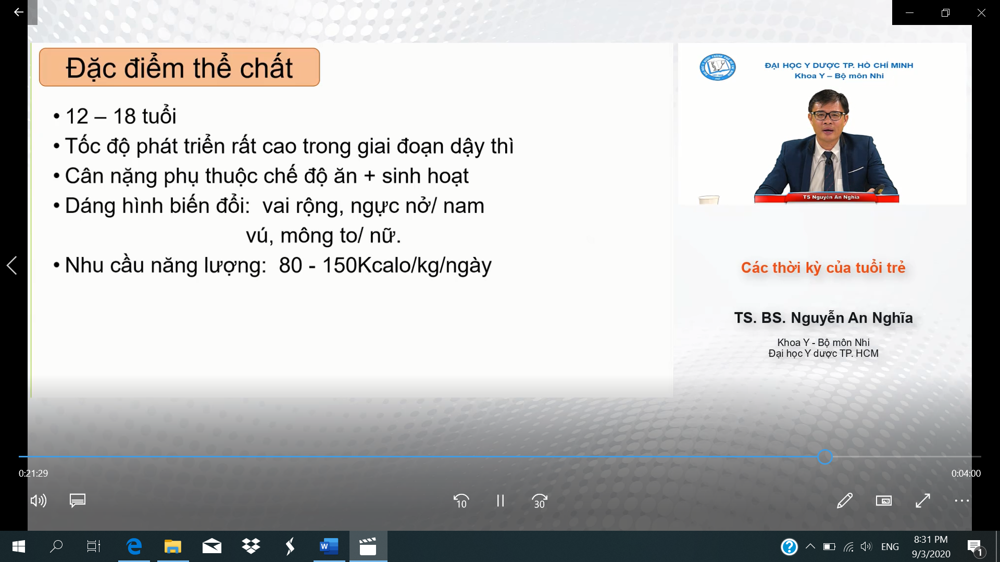 Đặc điểm thể chất
• 12 – 18 tuổi
• Tốc độ phát triển rất cao trong giai đoạn dậy thì
• Cân nặng phụ thuộc chế độ ăn + sinh hoạt
• Dáng hình biến đổi: vai rộng, ngực nở/ nam
vú, mông to/ nữ.
• Nhu cầu năng lượng: 80 - 150Kcalo/kg/ngày
ĐẠI HỌC Y DƯỢC TP. HỒ CHÍ MINH
Khoa Y – Bộ môn Nhi
TS Nguyễn An Nghĩa
Các thời kỳ của tuổi trẻ
TS. BS. Nguyễn An Nghĩa
Khoa Y - Bộ môn Nhi
Đại học Y dược TP. HCM
0:21:29
0:04:00
10
30
W
ENG
8:31 PM
9/3/2020
1